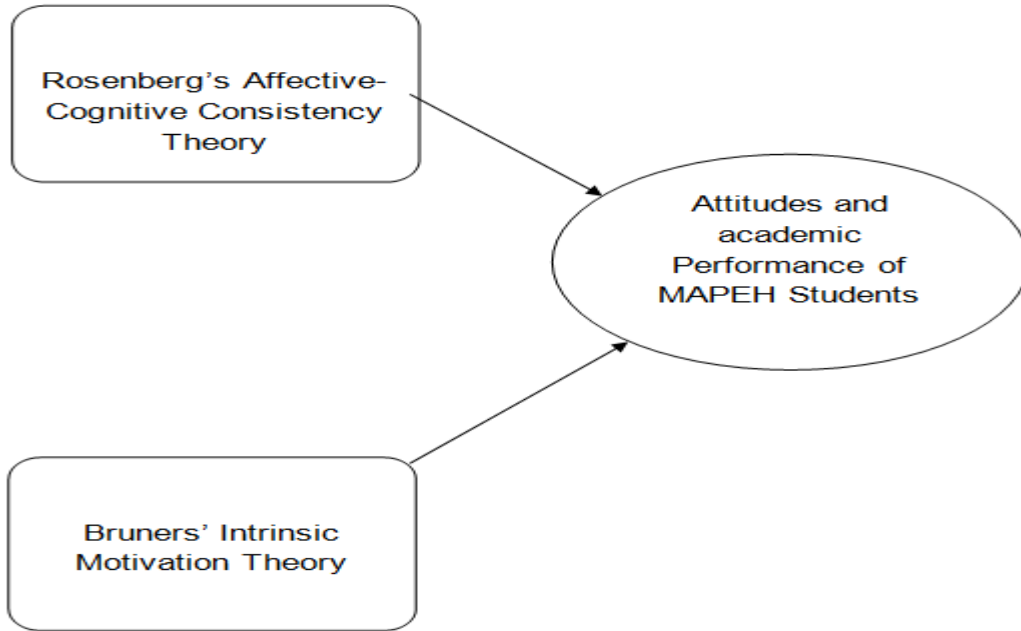 Rosenberg's Affective-
Cognitive Consistency
Theory
Attitudes and
academic
Performance of
MAPEH Students
Bruners' Intrinsic
Motivation Theory